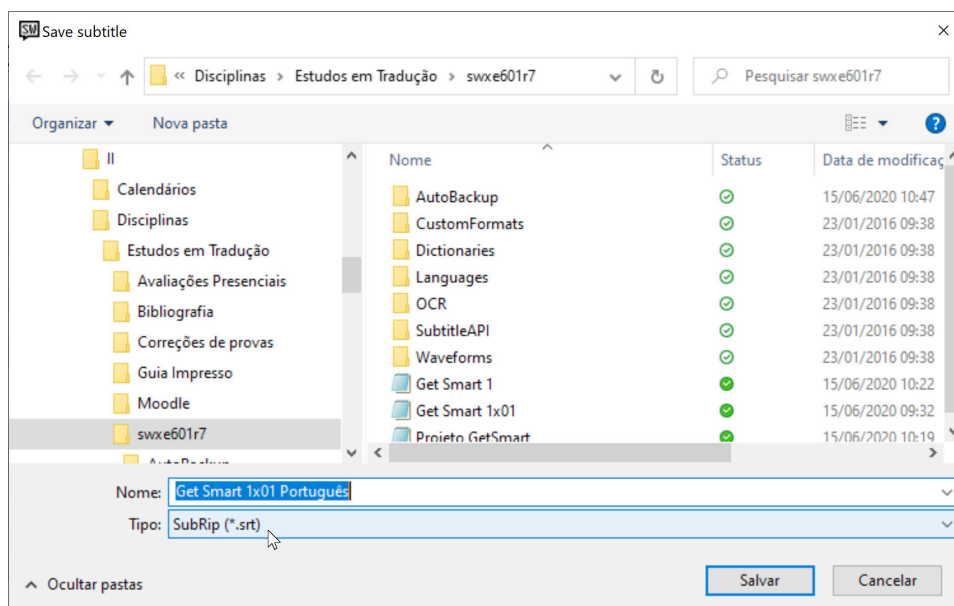 SW Save subtitle
« Disciplinas > Estudos em Tradução > swxe601r7
Pesquisar swxe601r7
Organizar
Nova pasta
?
II
Calendários
Disciplinas
Estudos em Tradução
Avaliações Presenciais
Bibliografia
Correções de provas
Guia Impresso
Moodle
swxe601r7
AutoBackup
Nome Status Data de modificaç
AutoBackup 15/06/2020 10:47
CustomFormats 23/01/2016 09:38
Dictionaries 23/01/2016 09:38
Languages 23/01/2016 09:38
OCR 23/01/2016 09:38
SubtitleAPI 23/01/2016 09:38
Waveforms 23/01/2016 09:38
Get Smart 1 15/06/2020 10:22
Get Smart 1x01 15/06/2020 09:32
Projeto GetSmart 15/06/2020 10:19
Nome: Get Smart 1x01 Português
Tipo: SubRip (*.srt)
Ocultar pastas
Salvar
Cancelar